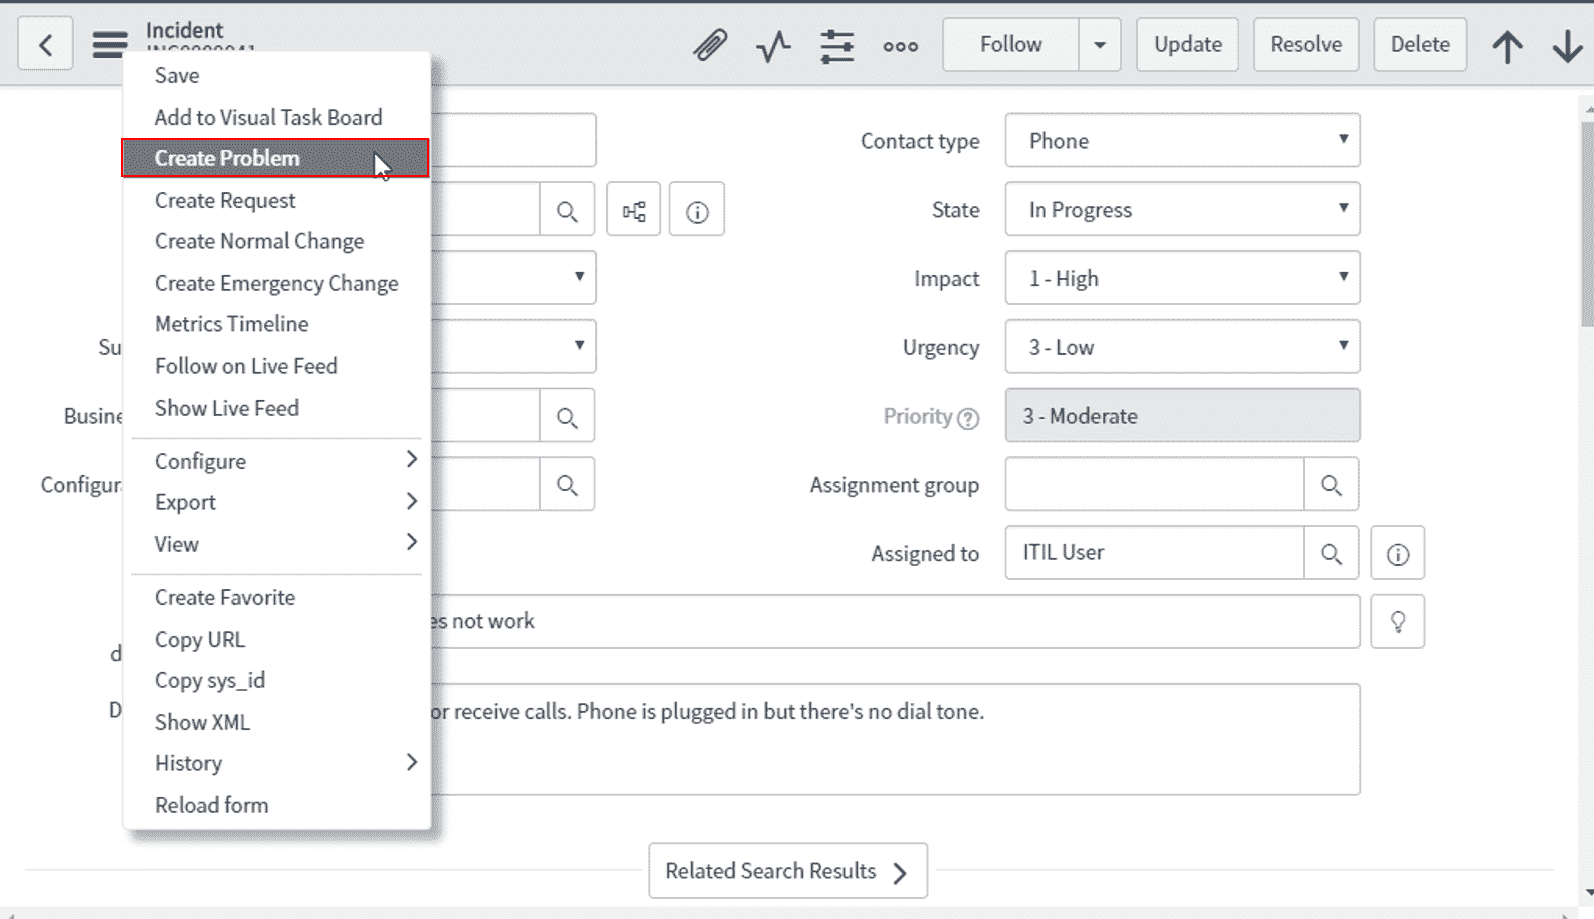 Incident
Follow
Update
Resolve
Delete
Save
Add to Visual Task Board
Create Problem
Create Request
Create Normal Change
Create Emergency Change
Metrics Timeline
Follow on Live Feed
Show Live Feed
Configure
Export
View
Create Favorite
Copy URL
Copy sys_id
Show XML
History
Reload form
Su
Busine
Configur
d
D
Contact type Phone
State In Progress
Impact 1 - High
Urgency 3 - Low
Priority ? 3 - Moderate
Assignment group
Assigned to ITIL User
es not work
or receive calls. Phone is plugged in but there's no dial tone.
Related Search Results